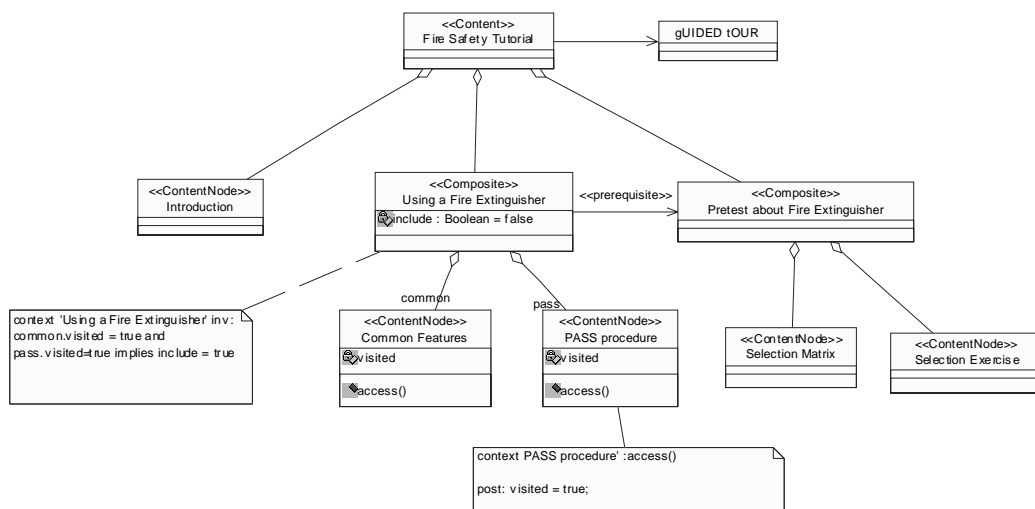 <<Content>>
Fire Safety Tutorial
gUIDED tOUR
<<ContentNode>>
Introduction
<<Composite>>
Using a Fire Extinguisher
include : Boolean = false
<<prerequisite>>
<<Composite>>
Pretest about Fire Extinguisher
context 'Using a Fire Extinguisher' inv:
common.visited = true and
pass.visited=true implies include = true
common
<<ContentNode>>
Common Features
visited
access()
pass
<<ContentNode>>
PASS procedure
visited
access()
<<ContentNode>>
Selection Matrix
<<ContentNode>>
Selection Exercise
context PASS procedure' :access()
post: visited = true;